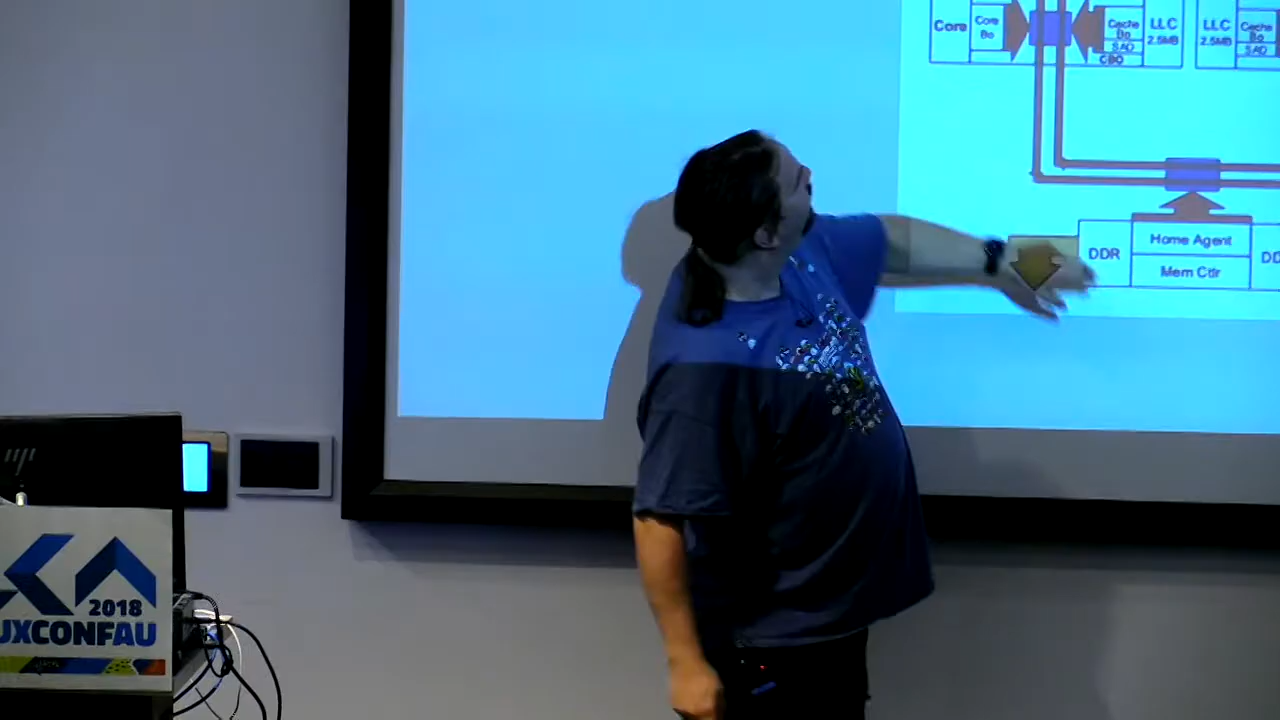 Core
Core
Bo
Cache
Bo
SAD
CBO
LLC
2.5MB
LLC
2.5MB
Cache
Bo
SAD
DDR
Home Agent
Mem Ctlr
DD
hp
2018
UXCONFAU